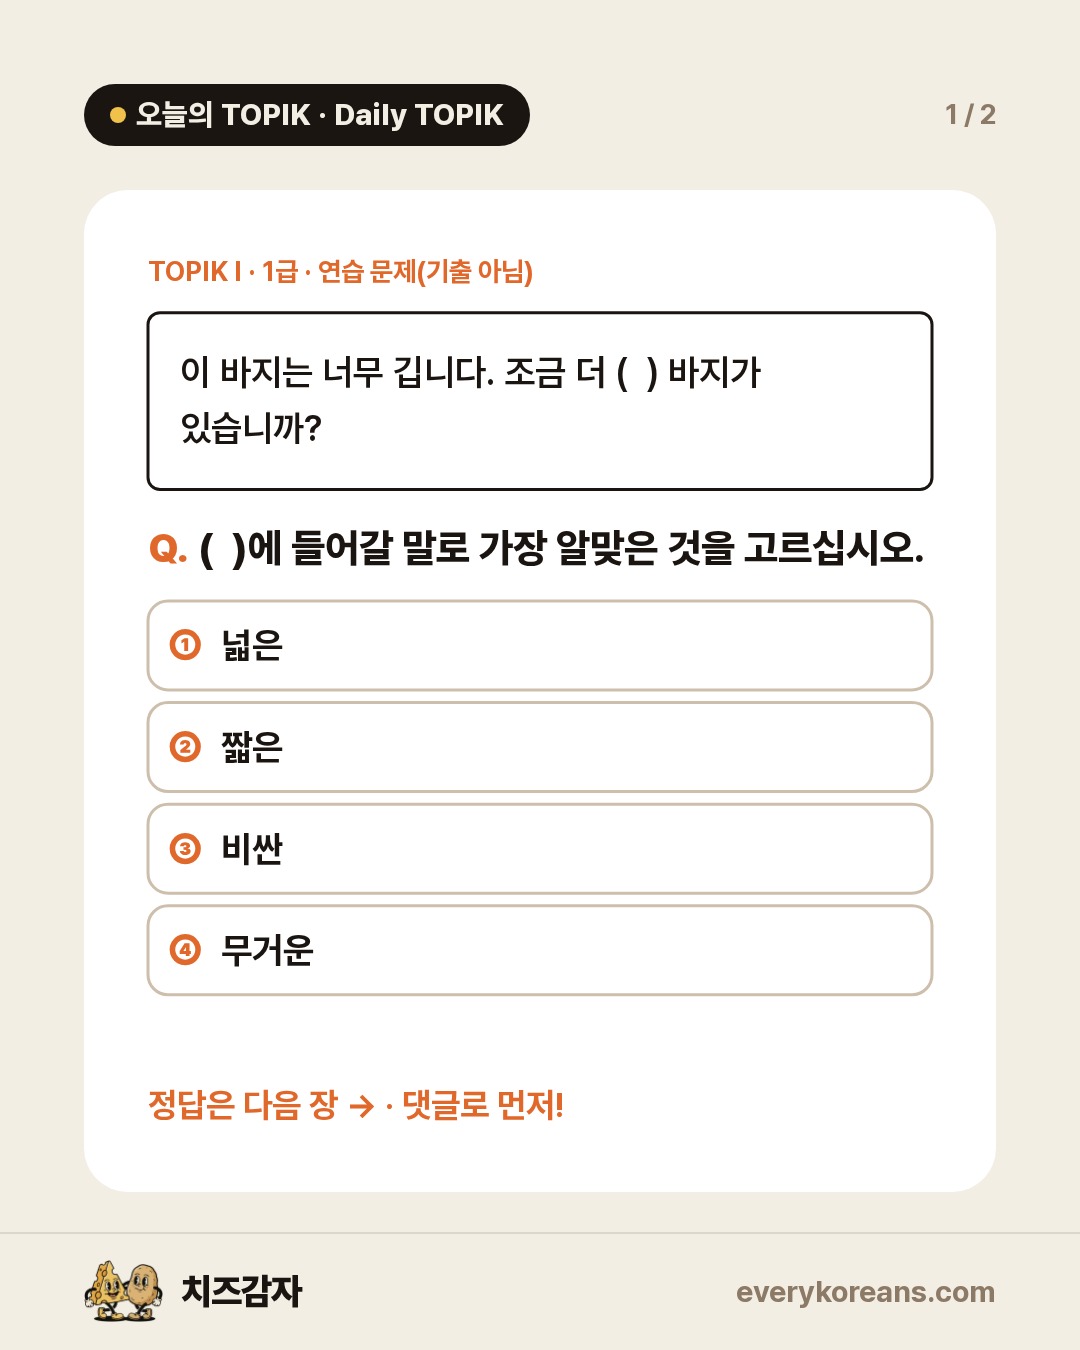 오늘의 TOPIK · Daily TOPIK
1 / 2
TOPIK I · 1급 · 연습 문제(기출 아님)
이 바지는 너무 깁니다. 조금 더 (  ) 바지가
있습니까?
Q. (  )에 들어갈 말로 가장 알맞은 것을 고르십시오.
① 넓은
② 짧은
③ 비싼
④ 무거운
정답은 다음 장 → · 댓글로 먼저!
치즈감자
everykoreans.com